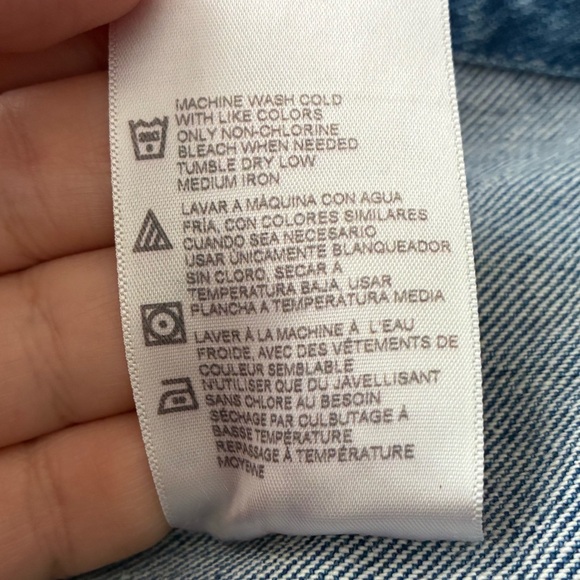 MACHINE WASH COLD
WITH LIKE COLORS
ONLY NON-CHLORINE
BLEACH WHEN NEEDED
TUMBLE DRY LOW
MEDIUM IRON
LAVAR A MÀQUINA CON AGUA
FRÍA, CON COLORES SIMILARES
CUANDO SEA NECESARIO
USAR ÚNICAMENTE BLANQUEADOR
SIN CLORO, SECAR A
TEMPERATURA BAJA, USAR
PLANCHA A TEMPERATURA MEDIA
LAVER À LA MACHINE À L'EAU
FROIDE, AVEC DES VÊTEMENTS DE
COULEUR SEMBLABLE
N'UTILISER QUE DU JAVELLISANT
SANS CHLORE AU BESOIN
SÉCHAGE PAR CULBUTAGE À
BASSE TEMPÉRATURE
REPASSAGE À TEMPÉRATURE
MOYENNE